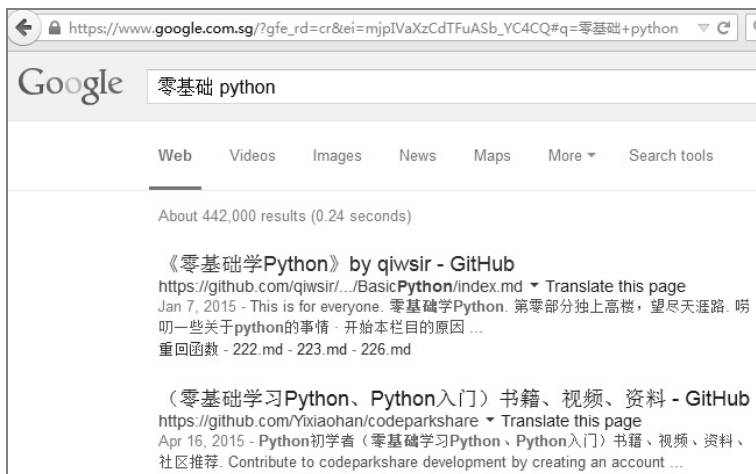 https://www.google.com.sg/?gfe_rd=cr&ei=mjpIVaXzCdTFuASb_YC4CQ#q=零基础+python
Google
零基础 python
Web Videos Images News Maps More Search tools
About 442,000 results (0.24 seconds)
《零基础学Python》by qiwsir - GitHub
https://github.com/qiwsir/.../BasicPython/index.md Translate this page
Jan 7, 2015 - This is for everyone. 零基础学Python. 第零部分独上高楼，望尽天涯路. 唠
叨一些关于python的事情 · 开始本栏目的原因 ...
重回函数 - 222.md - 223.md - 226.md
（零基础学习Python、Python入门）书籍、视频、资料 - GitHub
https://github.com/Yixiaohan/codeparkshare Translate this page
Apr 16, 2015 - Python初学者（零基础学习Python、Python入门）书籍、视频、资料、
社区推荐. Contribute to codeparkshare development by creating an account ...